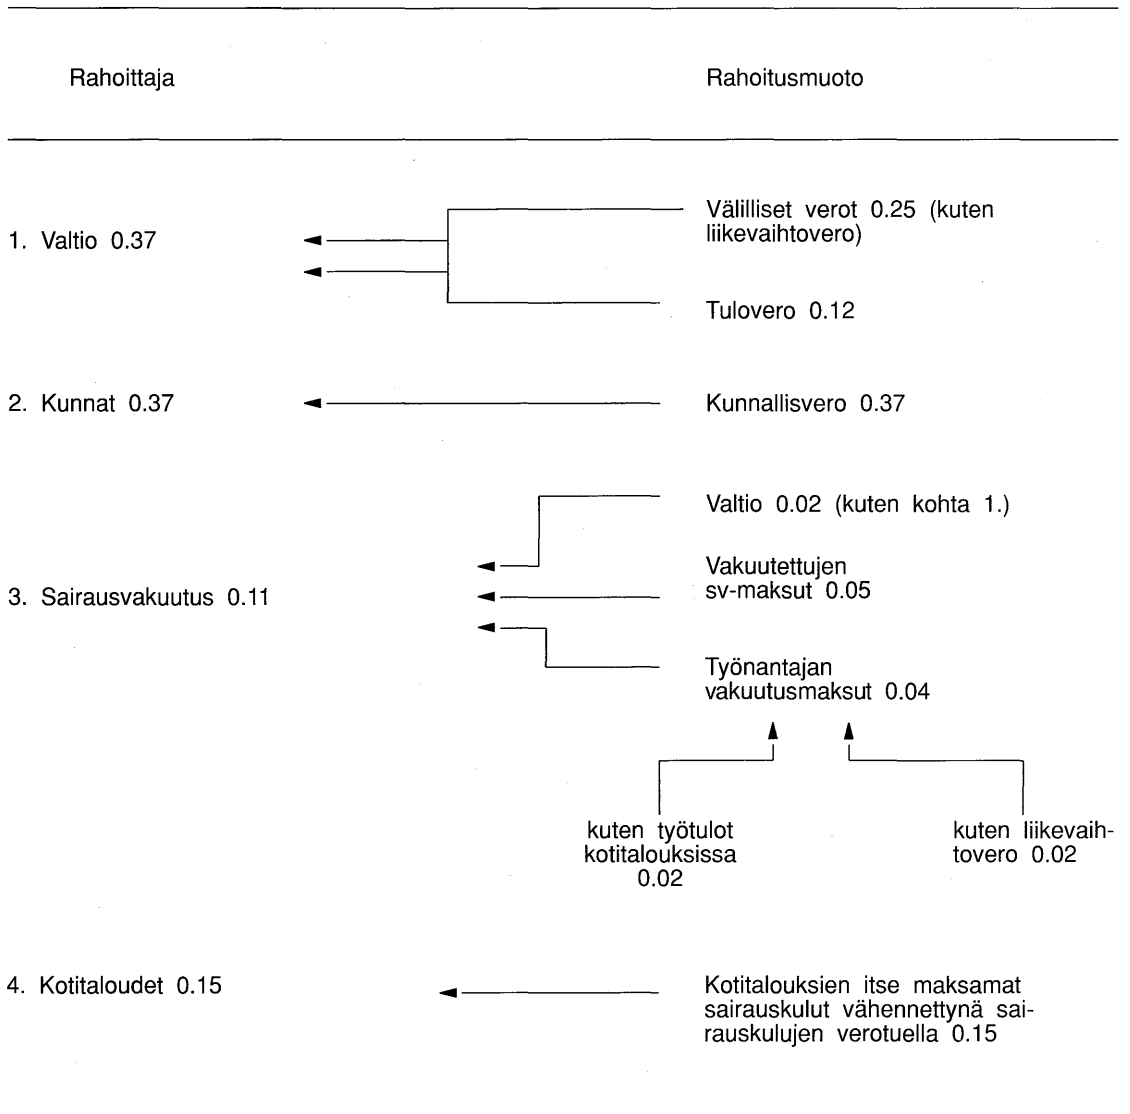 Rahoittaja
Rahoitusmuoto
1. Valtio 0.37
Välilliset verot 0.25 (kuten
liikevaihtovero)
Tulovero 0.12
2. Kunnat 0.37
Kunnallisvero 0.37
3. Sairausvakuutus 0.11
Valtio 0.02 (kuten kohta 1.)
Vakuutettujen
sv-maksut 0.05
Työnantajan
vakuutusmaksut 0.04
kuten työtulot
kotitalouksissa
0.02
kuten liikevaih-
tovero 0.02
4. Kotitaloudet 0.15
Kotitalouksien itse maksamat
sairauskulut vähennettynä sai-
rauskulujen verotuella 0.15